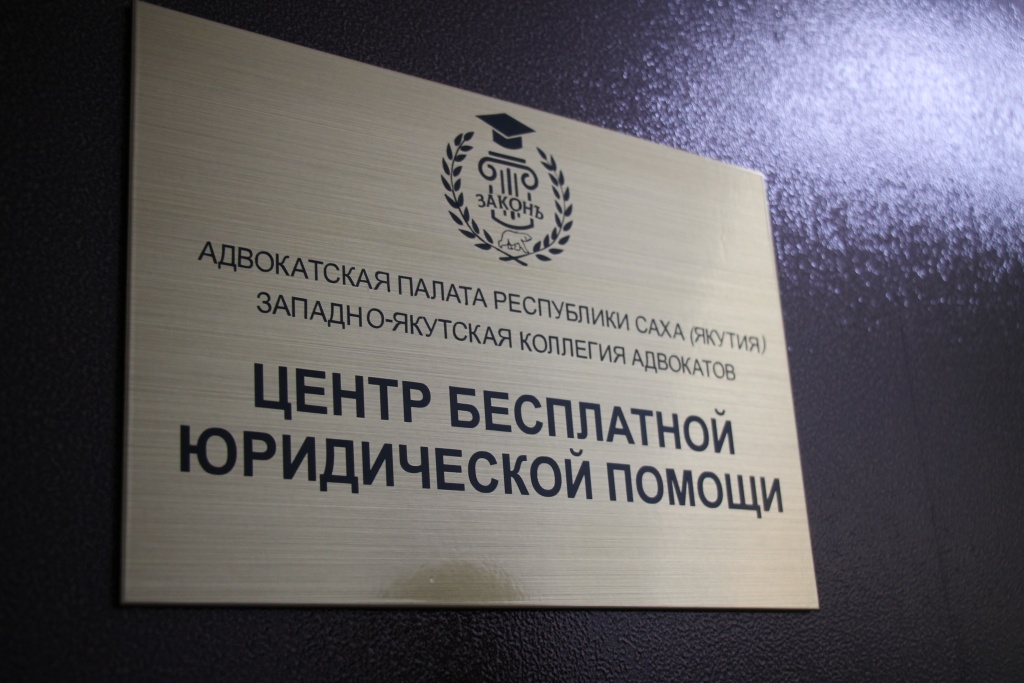 ЗАКОНЪ
АДВОКАТСКАЯ ПАЛАТА РЕСПУБЛИКИ САХА (ЯКУТИЯ)
ЗАПАДНО-ЯКУТСКАЯ КОЛЛЕГИЯ АДВОКАТОВ
ЦЕНТР БЕСПЛАТНОЙ
ЮРИДИЧЕСКОЙ ПОМОЩИ